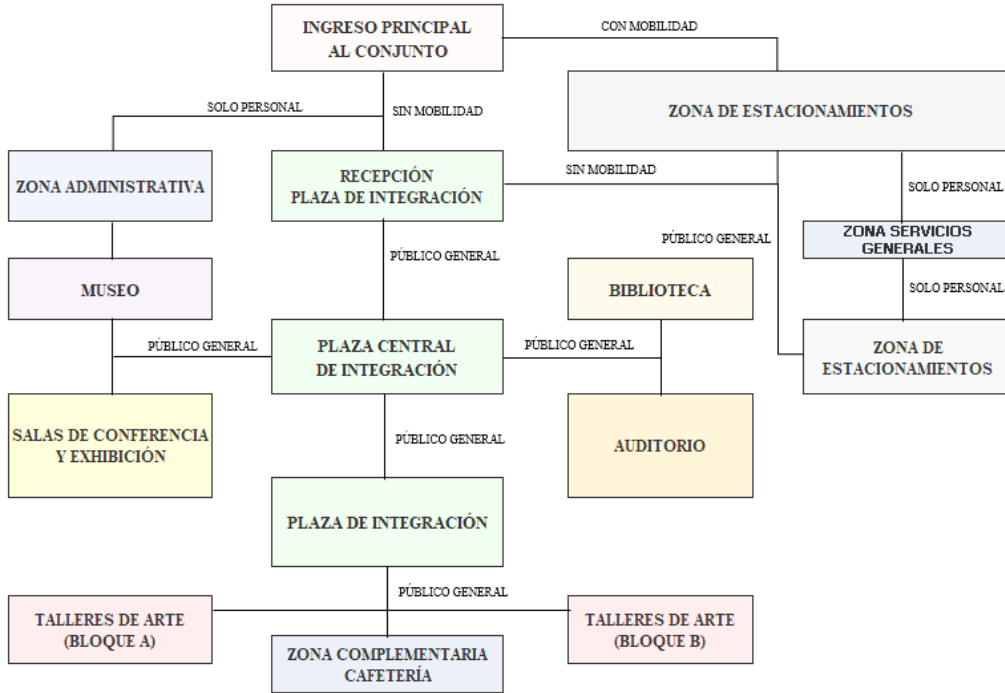 INGRESO PRINCIPAL
AL CONJUNTO
CON MOBILIDAD
SOLO PERSONAL
SIN MOBILIDAD
ZONA DE ESTACIONAMIENTOS
ZONA ADMINISTRATIVA
RECEPCIÓN
PLAZA DE INTEGRACIÓN
SIN MOBILIDAD
SOLO PERSONAL
PÚBLICO GENERAL
PÚBLICO GENERAL
ZONA SERVICIOS
GENERALES
MUSEO
BIBLIOTECA
SOLO PERSONAL
PÚBLICO GENERAL
PLAZA CENTRAL
DE INTEGRACIÓN
PÚBLICO GENERAL
ZONA DE
ESTACIONAMIENTOS
SALAS DE CONFERENCIA
Y EXHIBICIÓN
PÚBLICO GENERAL
AUDITORIO
PLAZA DE INTEGRACIÓN
PÚBLICO GENERAL
TALLERES DE ARTE
(BLOQUE A)
TALLERES DE ARTE
(BLOQUE B)
ZONA COMPLEMENTARIA
CAFETERÍA